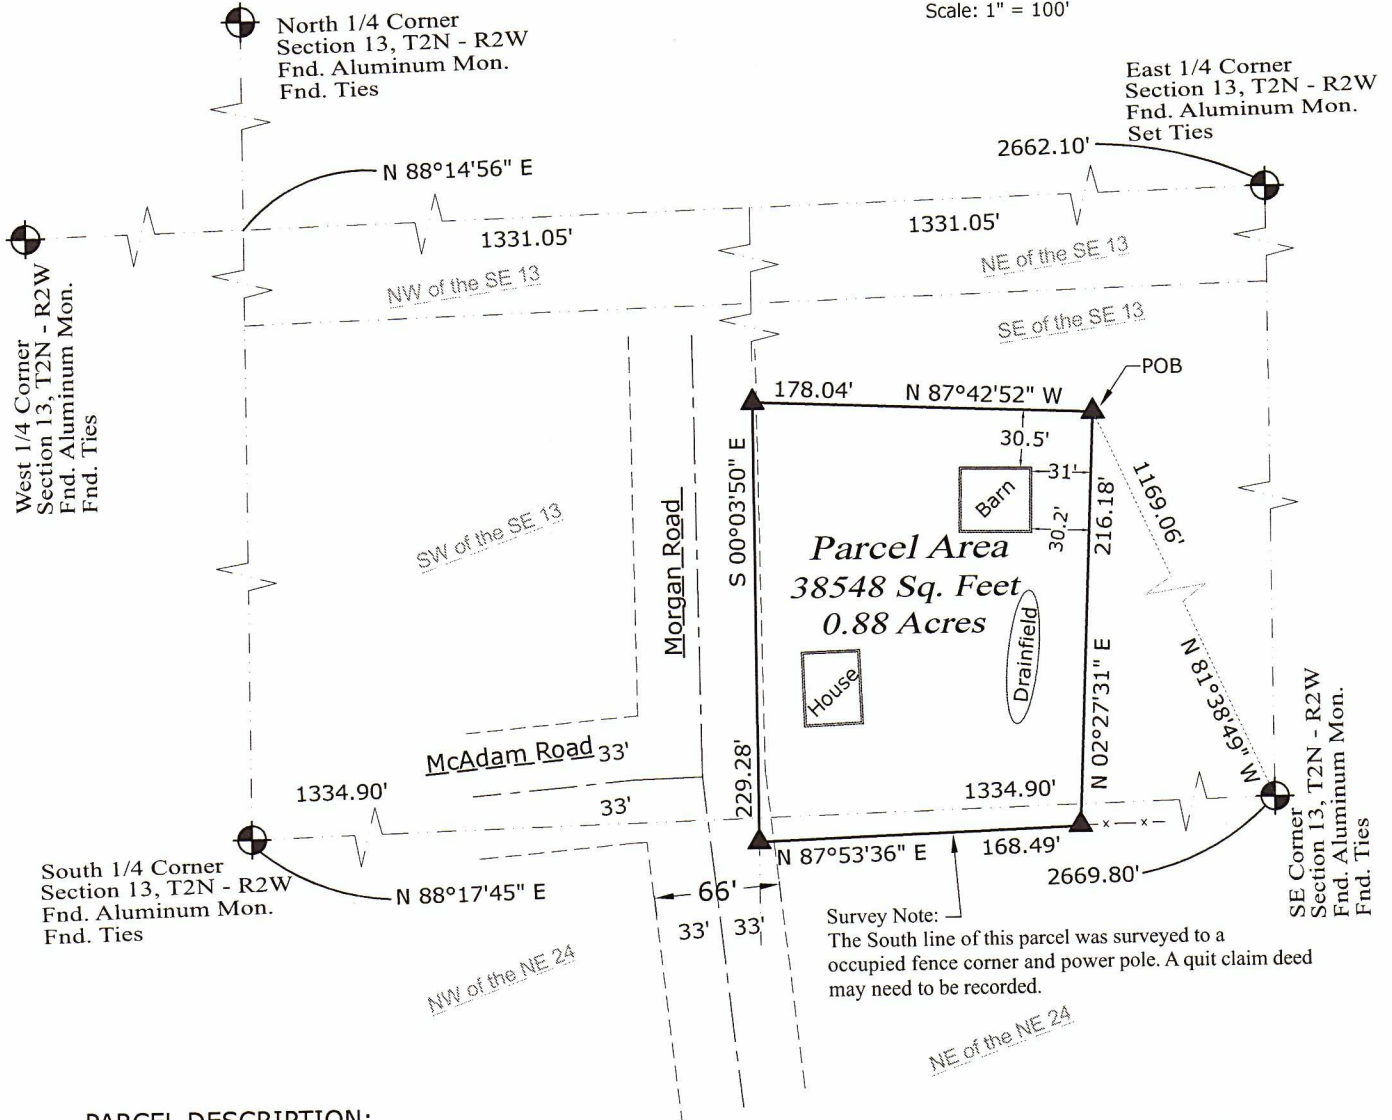 Scale: 1" = 100'
North 1/4 Corner
Section 13, T2N - R2W
Fnd. Aluminum Mon.
Fnd. Ties
East 1/4 Corner
Section 13, T2N - R2W
Fnd. Aluminum Mon.
Set Ties
N 88°14'56" E
2662.10'
1331.05'
1331.05'
NW of the SE 13
NE of the SE 13
West 1/4 Corner
Section 13, T2N - R2W
Fnd. Aluminum Mon.
Fnd. Ties
SE of the SE 13
POB
178.04'
N 87°42'52" W
30.5'
31'
Barn
30.2'
S 00°03'50" E
216.18'
1169.06'
SW of the SE 13
Morgan Road
Parcel Area
38548 Sq. Feet
0.88 Acres
House
Drainfield
N 02°27'31" E
N 81°38'49" W
McAdam Road
33'
229.28'
1334.90'
33'
1334.90'
SE Corner
Section 13, T2N - R2W
Fnd. Aluminum Mon.
Fnd. Ties
South 1/4 Corner
Section 13, T2N - R2W
Fnd. Aluminum Mon.
Fnd. Ties
N 88°17'45" E
N 87°53'36" E
168.49'
x
x
2669.80'
66'
33'
33'
Survey Note:
The South line of this parcel was surveyed to a
occupied fence corner and power pole. A quit claim deed
may need to be recorded.
NW of the NE 24
NE of the NE 24
PARCEL DESCRIPTION: